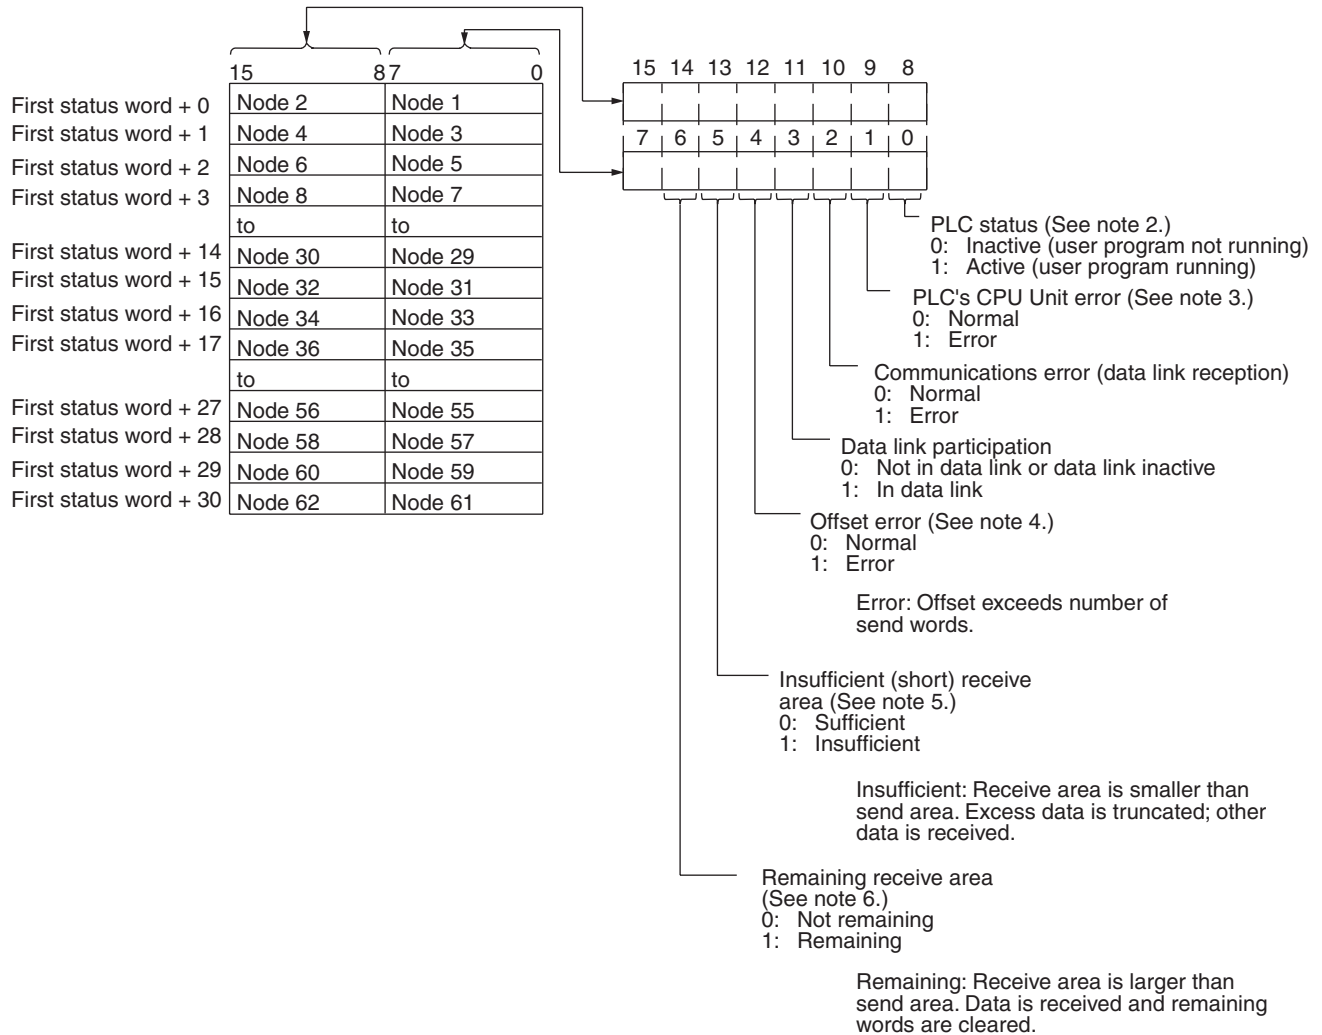 15 8 7 0
First status word + 0 Node 2 Node 1
First status word + 1 Node 4 Node 3
First status word + 2 Node 6 Node 5
First status word + 3 Node 8 Node 7
to to
First status word + 14 Node 30 Node 29
First status word + 15 Node 32 Node 31
First status word + 16 Node 34 Node 33
First status word + 17 Node 36 Node 35
to to
First status word + 27 Node 56 Node 55
First status word + 28 Node 58 Node 57
First status word + 29 Node 60 Node 59
First status word + 30 Node 62 Node 61
15 14 13 12 11 10 9 8
7 6 5 4 3 2 1 0
PLC status (See note 2.)
0: Inactive (user program not running)
1: Active (user program running)
PLC's CPU Unit error (See note 3.)
0: Normal
1: Error
Communications error (data link reception)
0: Normal
1: Error
Data link participation
0: Not in data link or data link inactive
1: In data link
Offset error (See note 4.)
0: Normal
1: Error
Error: Offset exceeds number of
send words.
Insufficient (short) receive
area (See note 5.)
0: Sufficient
1: Insufficient
Insufficient: Receive area is smaller than
send area. Excess data is truncated; other
data is received.
Remaining receive area
(See note 6.)
0: Not remaining
1: Remaining
Remaining: Receive area is larger than
send area. Data is received and remaining
words are cleared.